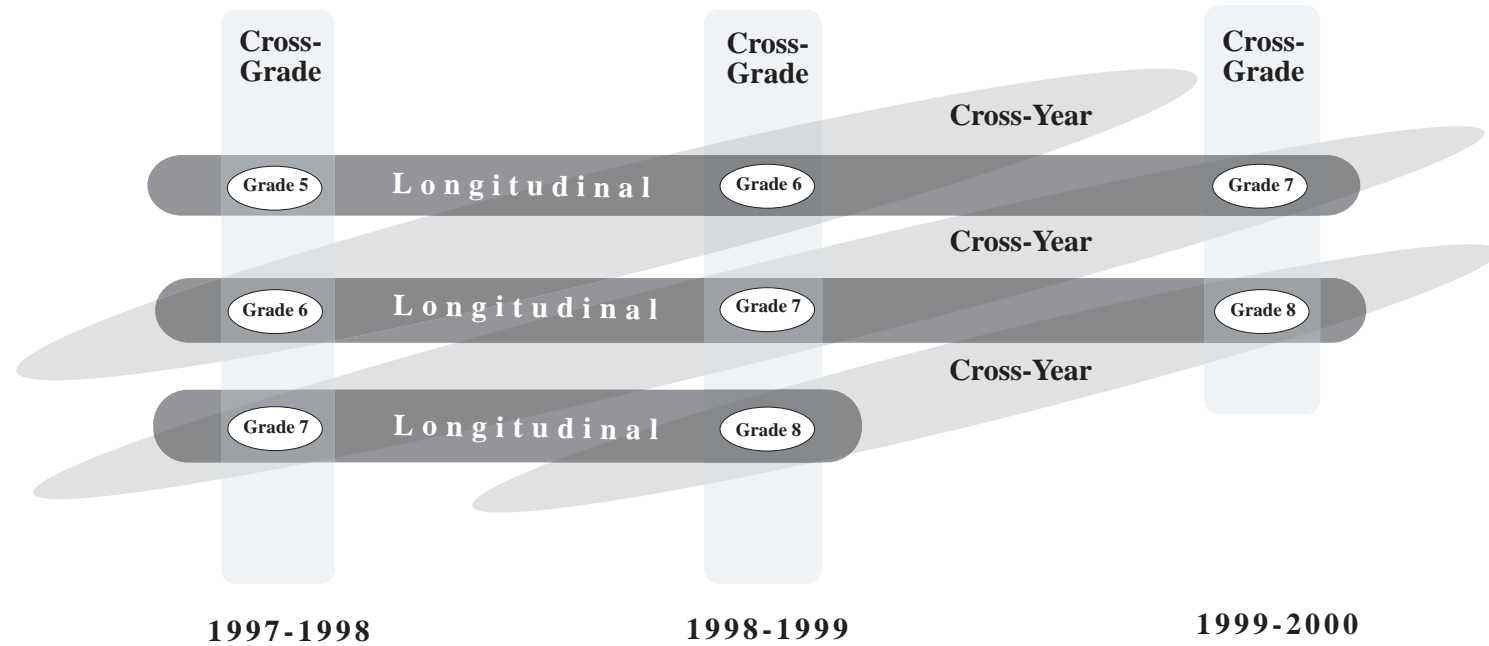 Cross-
Grade
Cross-
Grade
Cross-
Grade
Cross-Year
Grade 5
Longitudinal
Grade 6
Grade 7
Cross-Year
Grade 6
Longitudinal
Grade 7
Grade 8
Cross-Year
Grade 7
Longitudinal
Grade 8
1997-1998
1998-1999
1999-2000